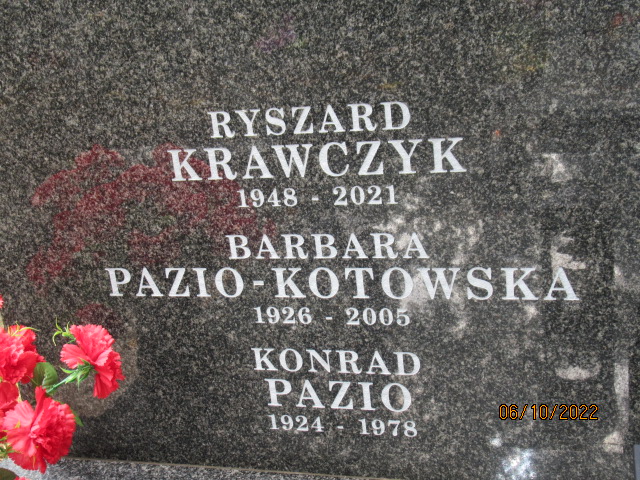 RYSZARD
KRAWCZYK
1948 - 2021
BARBARA
PAZIO-KOTOWSKA
1926 - 2005
KONRAD
PAZIO
1924 - 1978
06/10/2022